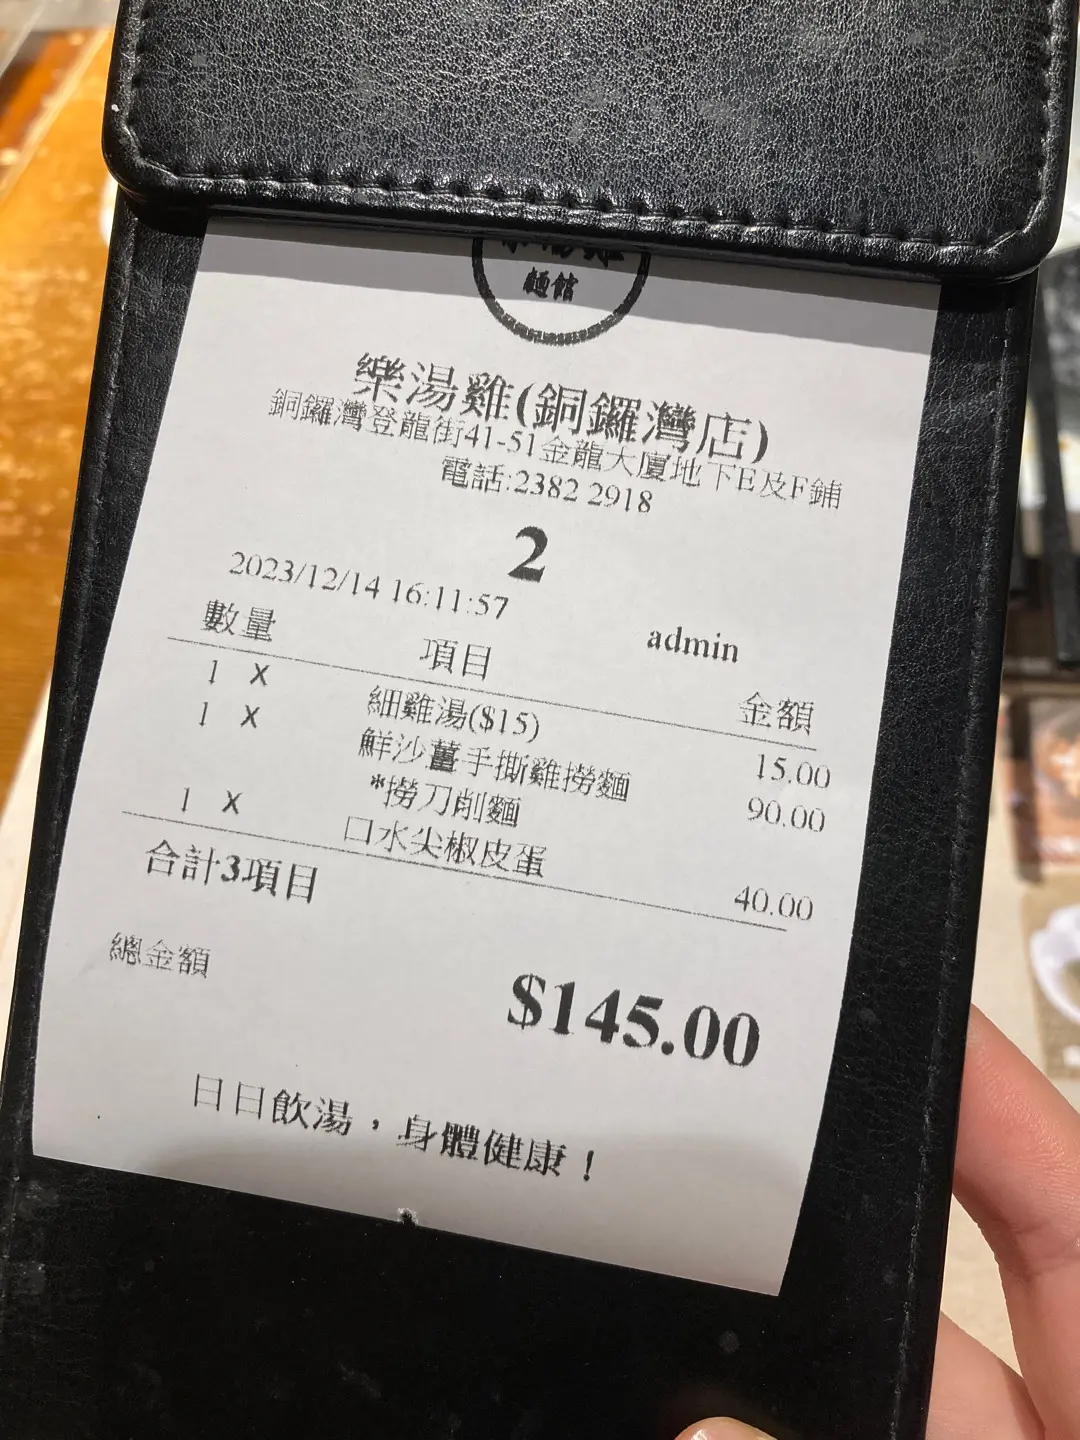 麵館
樂湯雞(銅鑼灣店)
銅鑼灣登龍街41-51金龍大廈地下E及F鋪
電話:2382 2918
2
2023/12/14 16:11:57 admin
數量 項目 金額
1 X 細雞湯($15) 15.00
1 X 鮮沙薑手撕雞撈麵 90.00
*撈刀削麵
1 X 口水尖椒皮蛋 40.00
合計3項目
總金額 $145.00
日日飲湯，身體健康！